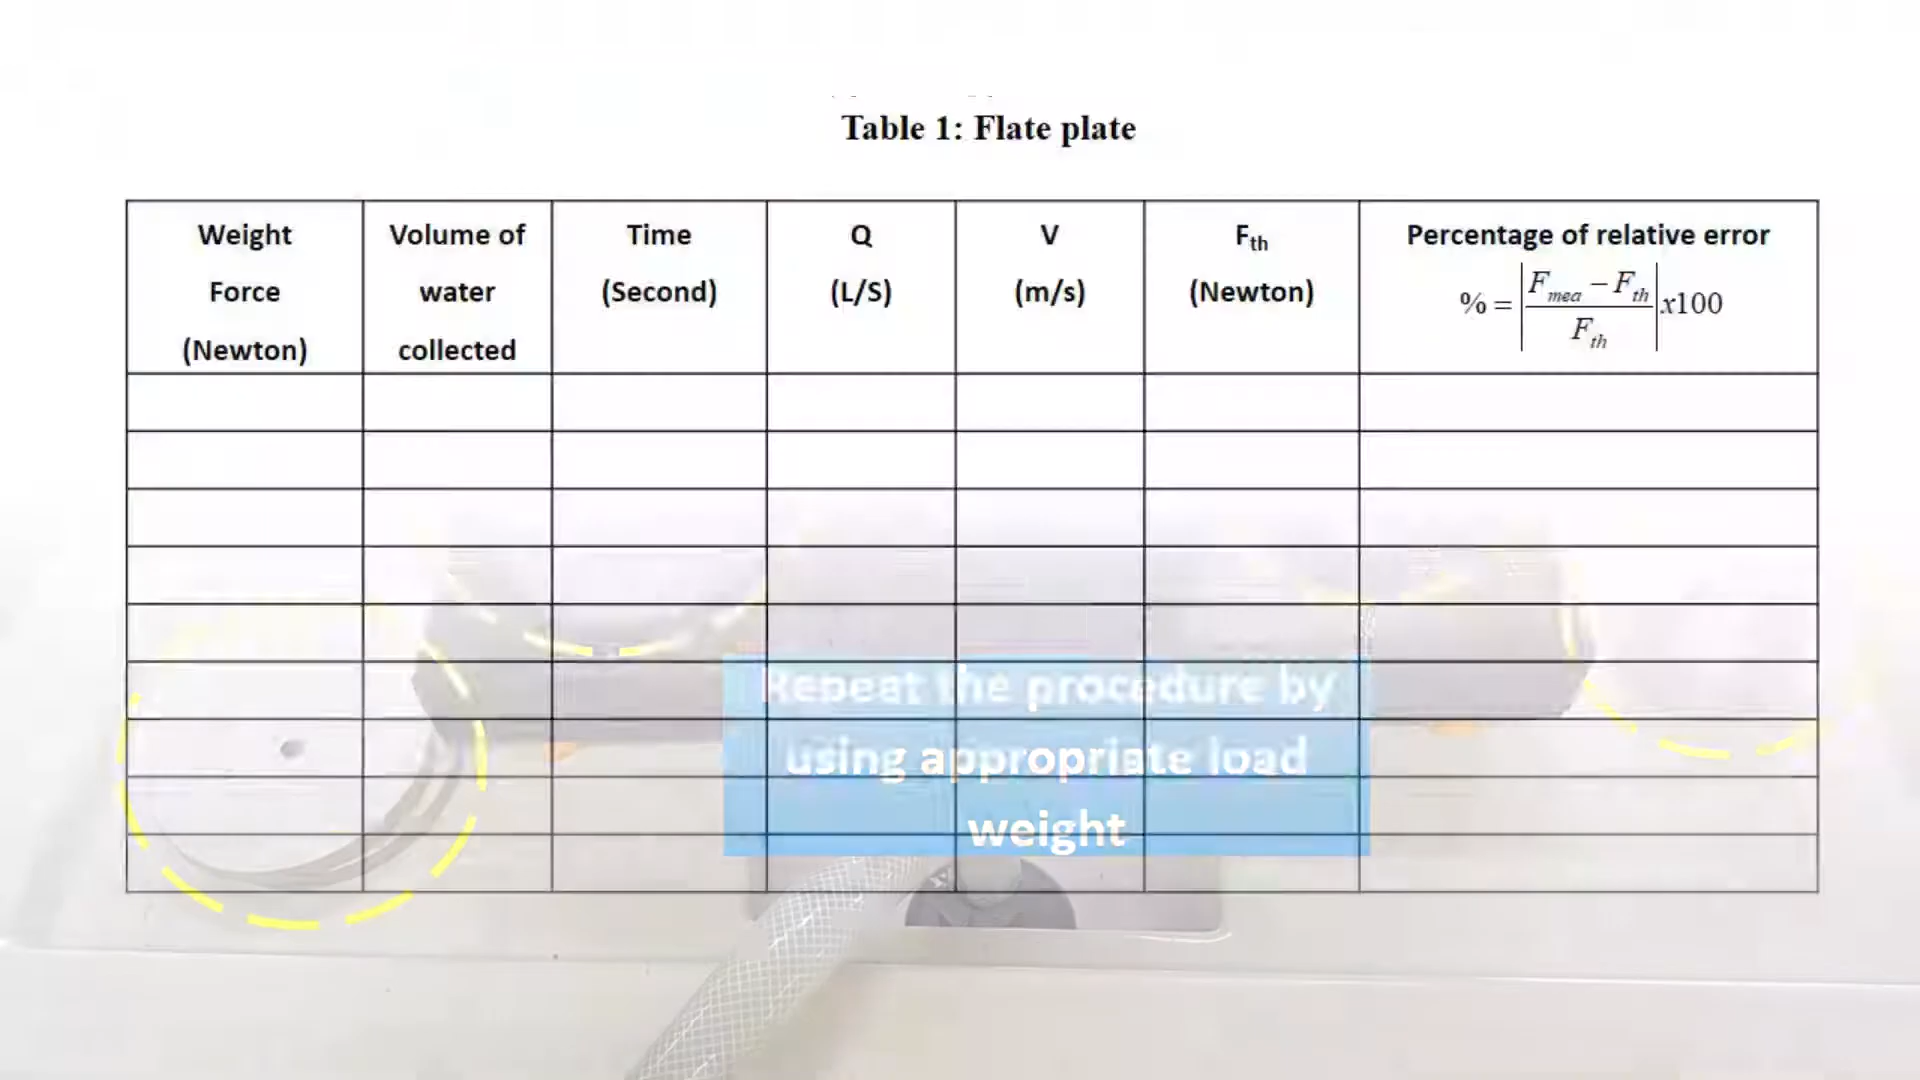 Table 1: Flate plate
Weight Force (Newton)
Volume of water collected
Time (Second)
Q (L/S)
V (m/s)
Fth (Newton)
Percentage of relative error
% = |Fmea − Fth / Fth| x100
Repeat the procedure by
using appropriate load
weight